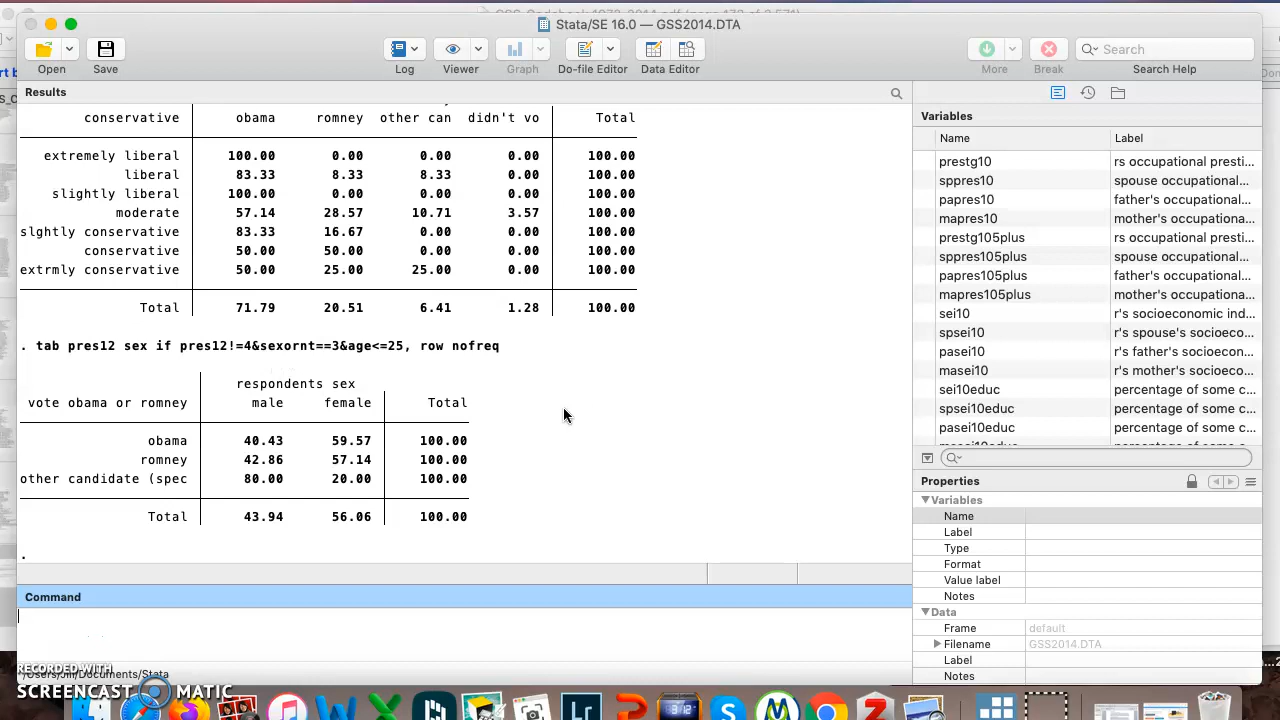 Stata/SE 16.0 — GSS2014.DTA
Open Save Log Viewer Graph Do-file Editor Data Editor More Break Search Search Help
Results
conservative obama romney other can didn't vo Total
extremely liberal 100.00 0.00 0.00 0.00 100.00
liberal 83.33 8.33 8.33 0.00 100.00
slightly liberal 100.00 0.00 0.00 0.00 100.00
moderate 57.14 28.57 10.71 3.57 100.00
slghtly conservative 83.33 16.67 0.00 0.00 100.00
conservative 50.00 50.00 0.00 0.00 100.00
extrmly conservative 50.00 25.00 25.00 0.00 100.00
Total 71.79 20.51 6.41 1.28 100.00
. tab pres12 sex if pres12!=4&sexornt==3&age<=25, row nofreq
respondents sex
vote obama or romney male female Total
obama 40.43 59.57 100.00
romney 42.86 57.14 100.00
other candidate (spec 80.00 20.00 100.00
Total 43.94 56.06 100.00
.
Command
/Users/Jill/Documents/Stata
RECORDED WITH
SCREENCAST MATIC
Variables
Name Label
prestg10 rs occupational presti...
sppres10 spouse occupational...
papres10 father's occupationa...
mapres10 mother's occupationa...
prestg105plus rs occupational presti...
sppres105plus spouse occupational...
papres105plus father's occupationa...
mapres105plus mother's occupationa...
sei10 r's socioeconomic ind...
spsei10 r's spouse's socioeco...
pasei10 r's father's socioecon...
masei10 r's mother's socioecon...
sei10educ percentage of some c...
spsei10educ percentage of some c...
pasei10educ percentage of some c...
masei10educ percentage of some c...
Properties
Variables
Name
Label
Type
Format
Value label
Notes
Data
Frame default
Filename GSS2014.DTA
Label
Notes